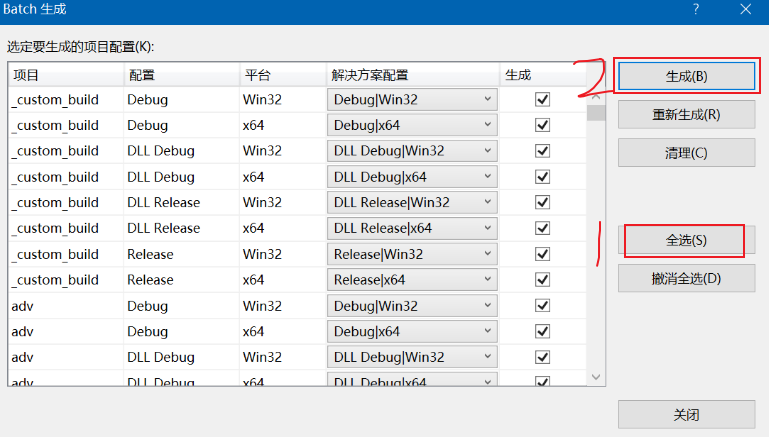 Batch 生成
选定要生成的项目配置(K):
项目 配置 平台 解决方案配置 生成
_custom_build Debug Win32 Debug|Win32
_custom_build Debug x64 Debug|x64
_custom_build DLL Debug Win32 DLL Debug|Win32
_custom_build DLL Debug x64 DLL Debug|x64
_custom_build DLL Release Win32 DLL Release|Win32
_custom_build DLL Release x64 DLL Release|x64
_custom_build Release Win32 Release|Win32
_custom_build Release x64 Release|x64
adv Debug Win32 Debug|Win32
adv Debug x64 Debug|x64
adv DLL Debug Win32 DLL Debug|Win32
adv DLL Debug x64 DLL Debug|x64
2
生成(B)
重新生成(R)
清理(C)
1
全选(S)
撤消全选(D)
关闭